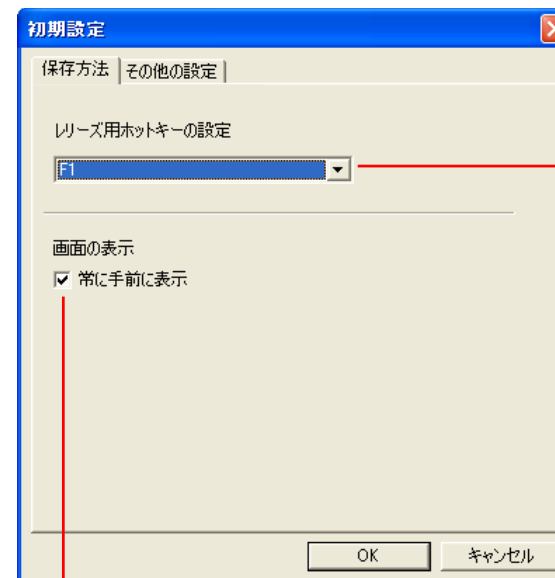 初期設定
保存方法 その他の設定
レリーズ用ホットキーの設定
F1
画面の表示
常に手前に表示
OK キャンセル